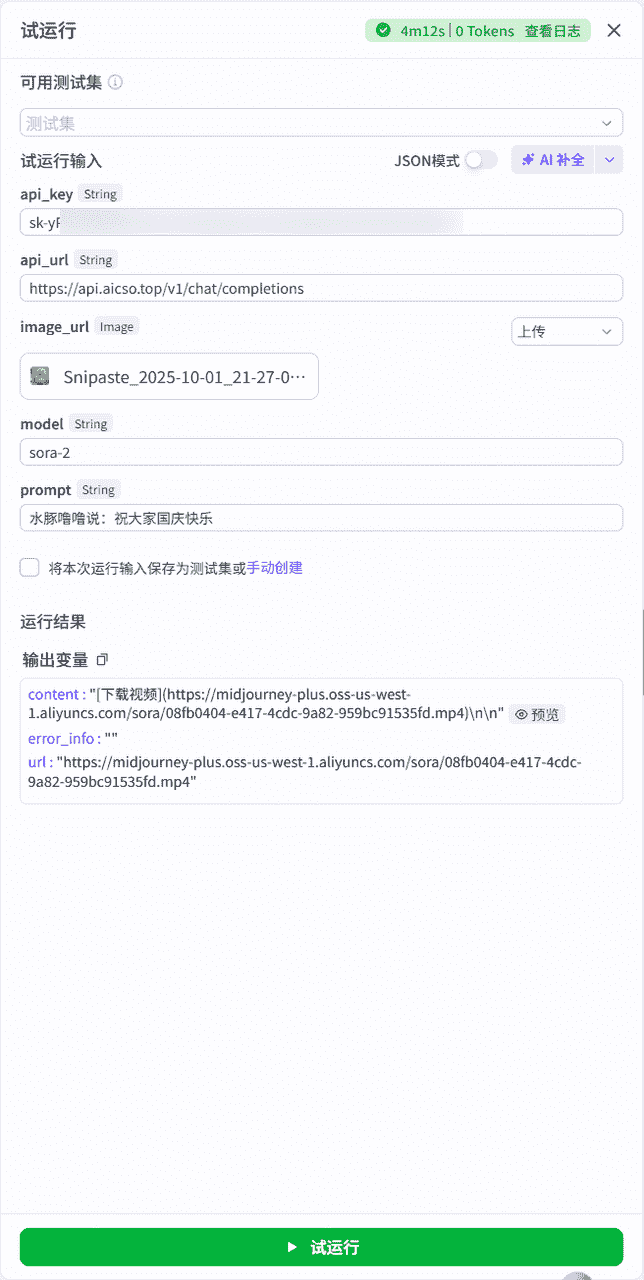 试运行
4m12s | 0 Tokens 查看日志
可用测试集
测试集
试运行输入 JSON模式 AI 补全
api_key String
sk-yF
api_url String
https://api.aicso.top/v1/chat/completions
image_url Image 上传
Snipaste_2025-10-01_21-27-0···
model String
sora-2
prompt String
水豚噜噜说：祝大家国庆快乐
将本次运行输入保存为测试集或手动创建
运行结果
输出变量
content : "[下载视频](https://midjourney-plus.oss-us-west-
1.aliyuncs.com/sora/08fb0404-e417-4cdc-9a82-959bc91535fd.mp4)\n\n" 预览
error_info : ""
url : "https://midjourney-plus.oss-us-west-1.aliyuncs.com/sora/08fb0404-e417-4cdc-
9a82-959bc91535fd.mp4"
试运行